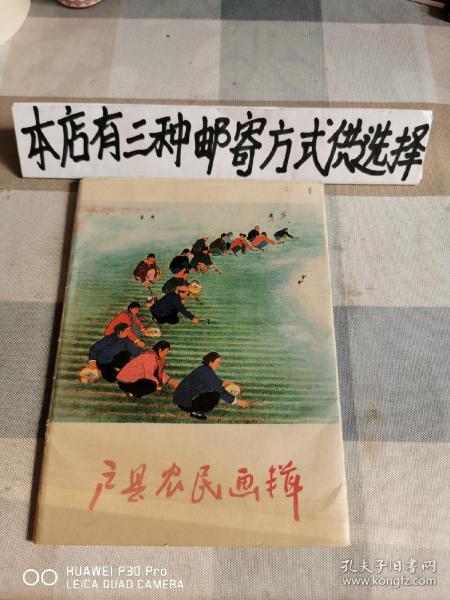 本店有三种邮寄方式供选择
户县农民画辑
HUAWEI P30 Pro
LEICA QUAD CAMERA
孔夫子旧书网
www.kongfz.com